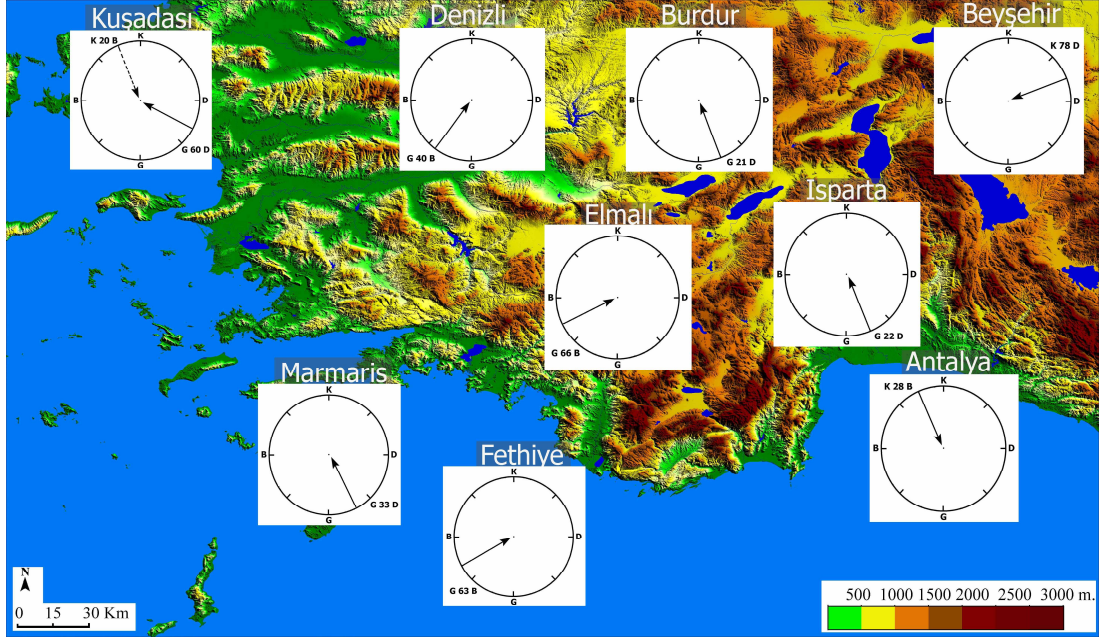 Kuşadası
K
K 20 B
B
D
G 60 D
G
Denizli
K
B
D
G 40 B
G
Burdur
K
B
D
G 21 D
G
Beyşehir
K
K 78 D
B
D
G
Elmalı
K
B
D
G 66 B
G
Isparta
K
B
D
G 22 D
G
Marmaris
K
B
D
G 33 D
G
Fethiye
K
B
D
G 63 B
G
Antalya
K
K 28 B
B
D
G
N
0 15 30 Km
500 1000 1500 2000 2500 3000 m.